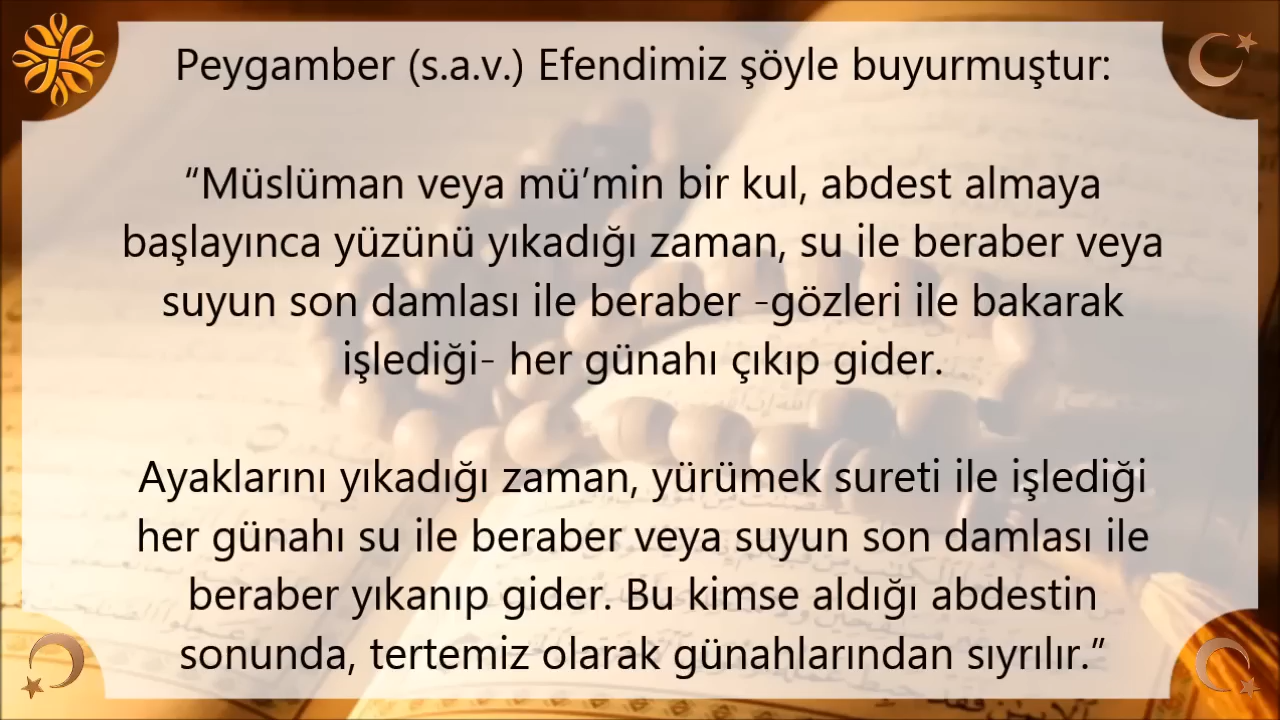 Peygamber (s.a.v.) Efendimiz şöyle buyurmuştur:
“Müslüman veya mü’min bir kul, abdest almaya
başlayınca yüzünü yıkadığı zaman, su ile beraber veya
suyun son damlası ile beraber -gözleri ile bakarak
işlediği- her günahı çıkıp gider.
Ayaklarını yıkadığı zaman, yürümek sureti ile işlediği
her günahı su ile beraber veya suyun son damlası ile
beraber yıkanıp gider. Bu kimse aldığı abdestin
sonunda, tertemiz olarak günahlarından sıyrılır.”